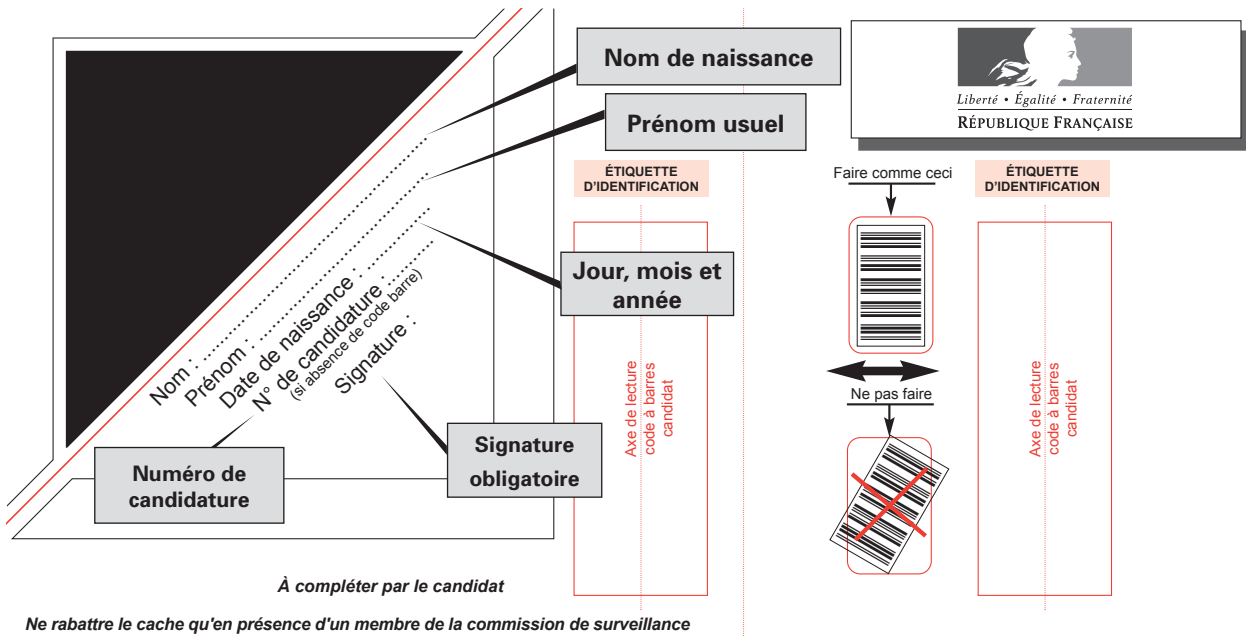 Nom de naissance
Prénom usuel
Liberté • Égalité • Fraternité
RÉPUBLIQUE FRANÇAISE
ÉTIQUETTE
D'IDENTIFICATION
Faire comme ceci
ÉTIQUETTE
D'IDENTIFICATION
Nom : ..........
Prénom : ..........
Date de naissance : ..........
N° de candidature : ..........
(si absence de code barre)
Signature :
Jour, mois et
année
Axe de lecture
code à barres
candidat
Ne pas faire
Axe de lecture
code à barres
candidat
Numéro de
candidature
Signature
obligatoire
À compléter par le candidat
Ne rabattre le cache qu'en présence d'un membre de la commission de surveillance